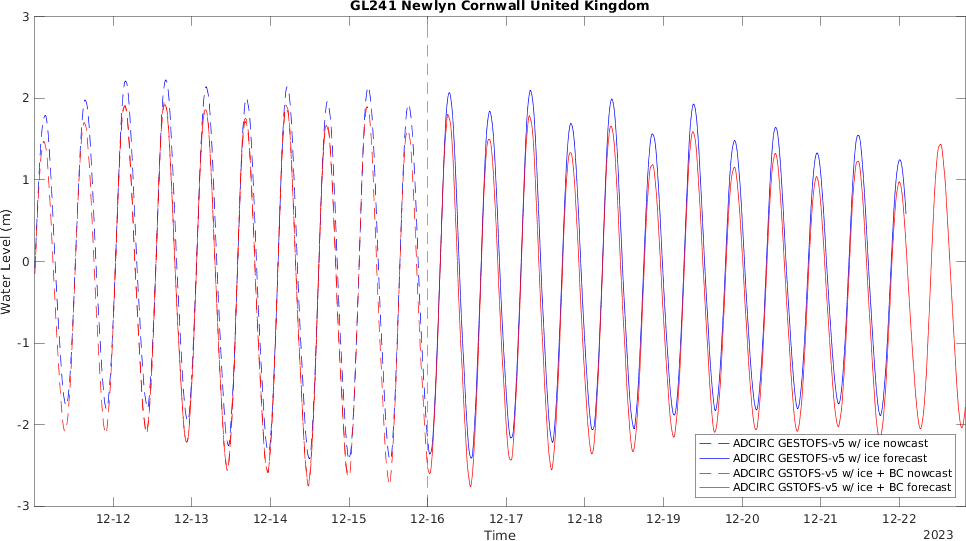 GL241 Newlyn Cornwall United Kingdom
3
2
1
0
-1
-2
-3
Water Level (m)
12-12
12-13
12-14
12-15
12-16
12-17
12-18
12-19
12-20
12-21
12-22
Time
2023
ADCIRC GESTOFS-v5 w/ ice nowcast
ADCIRC GESTOFS-v5 w/ ice forecast
ADCIRC GSTOFS-v5 w/ ice + BC nowcast
ADCIRC GSTOFS-v5 w/ ice + BC forecast